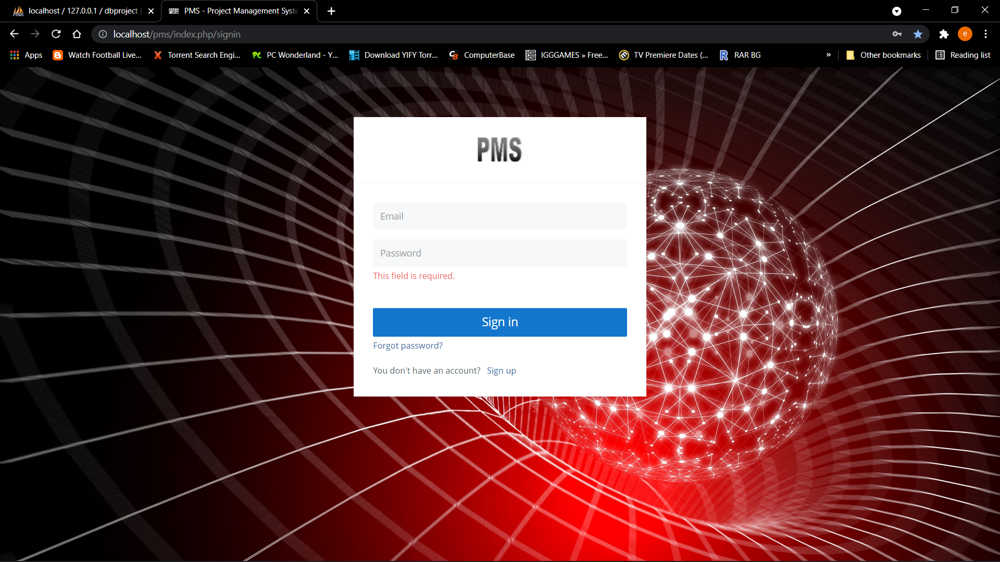 localhost / 127.0.0.1 / dbproject |
PMS - Project Management Syste
localhost/pms/index.php/signin
e
Apps
Watch Football Live...
Torrent Search Engi...
PC Wonderland - Y...
Download YIFY Torr...
ComputerBase
IGGGAMES » Free...
TV Premiere Dates (...
RAR BG
»
Other bookmarks
Reading list
PMS
Email
Password
This field is required.
Sign in
Forgot password?
You don't have an account? Sign up